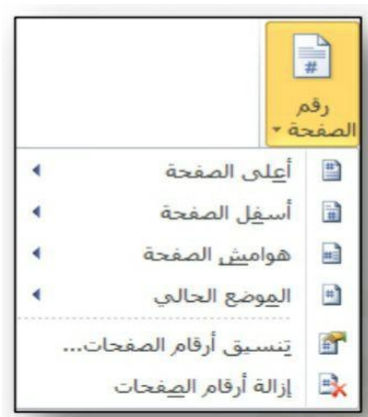 رقم
الصفحة
أعلى الصفحة
أسفل الصفحة
هوامش الصفحة
الموضع الحالي
تنسيق أرقام الصفحات...
إزالة أرقام الصفحات